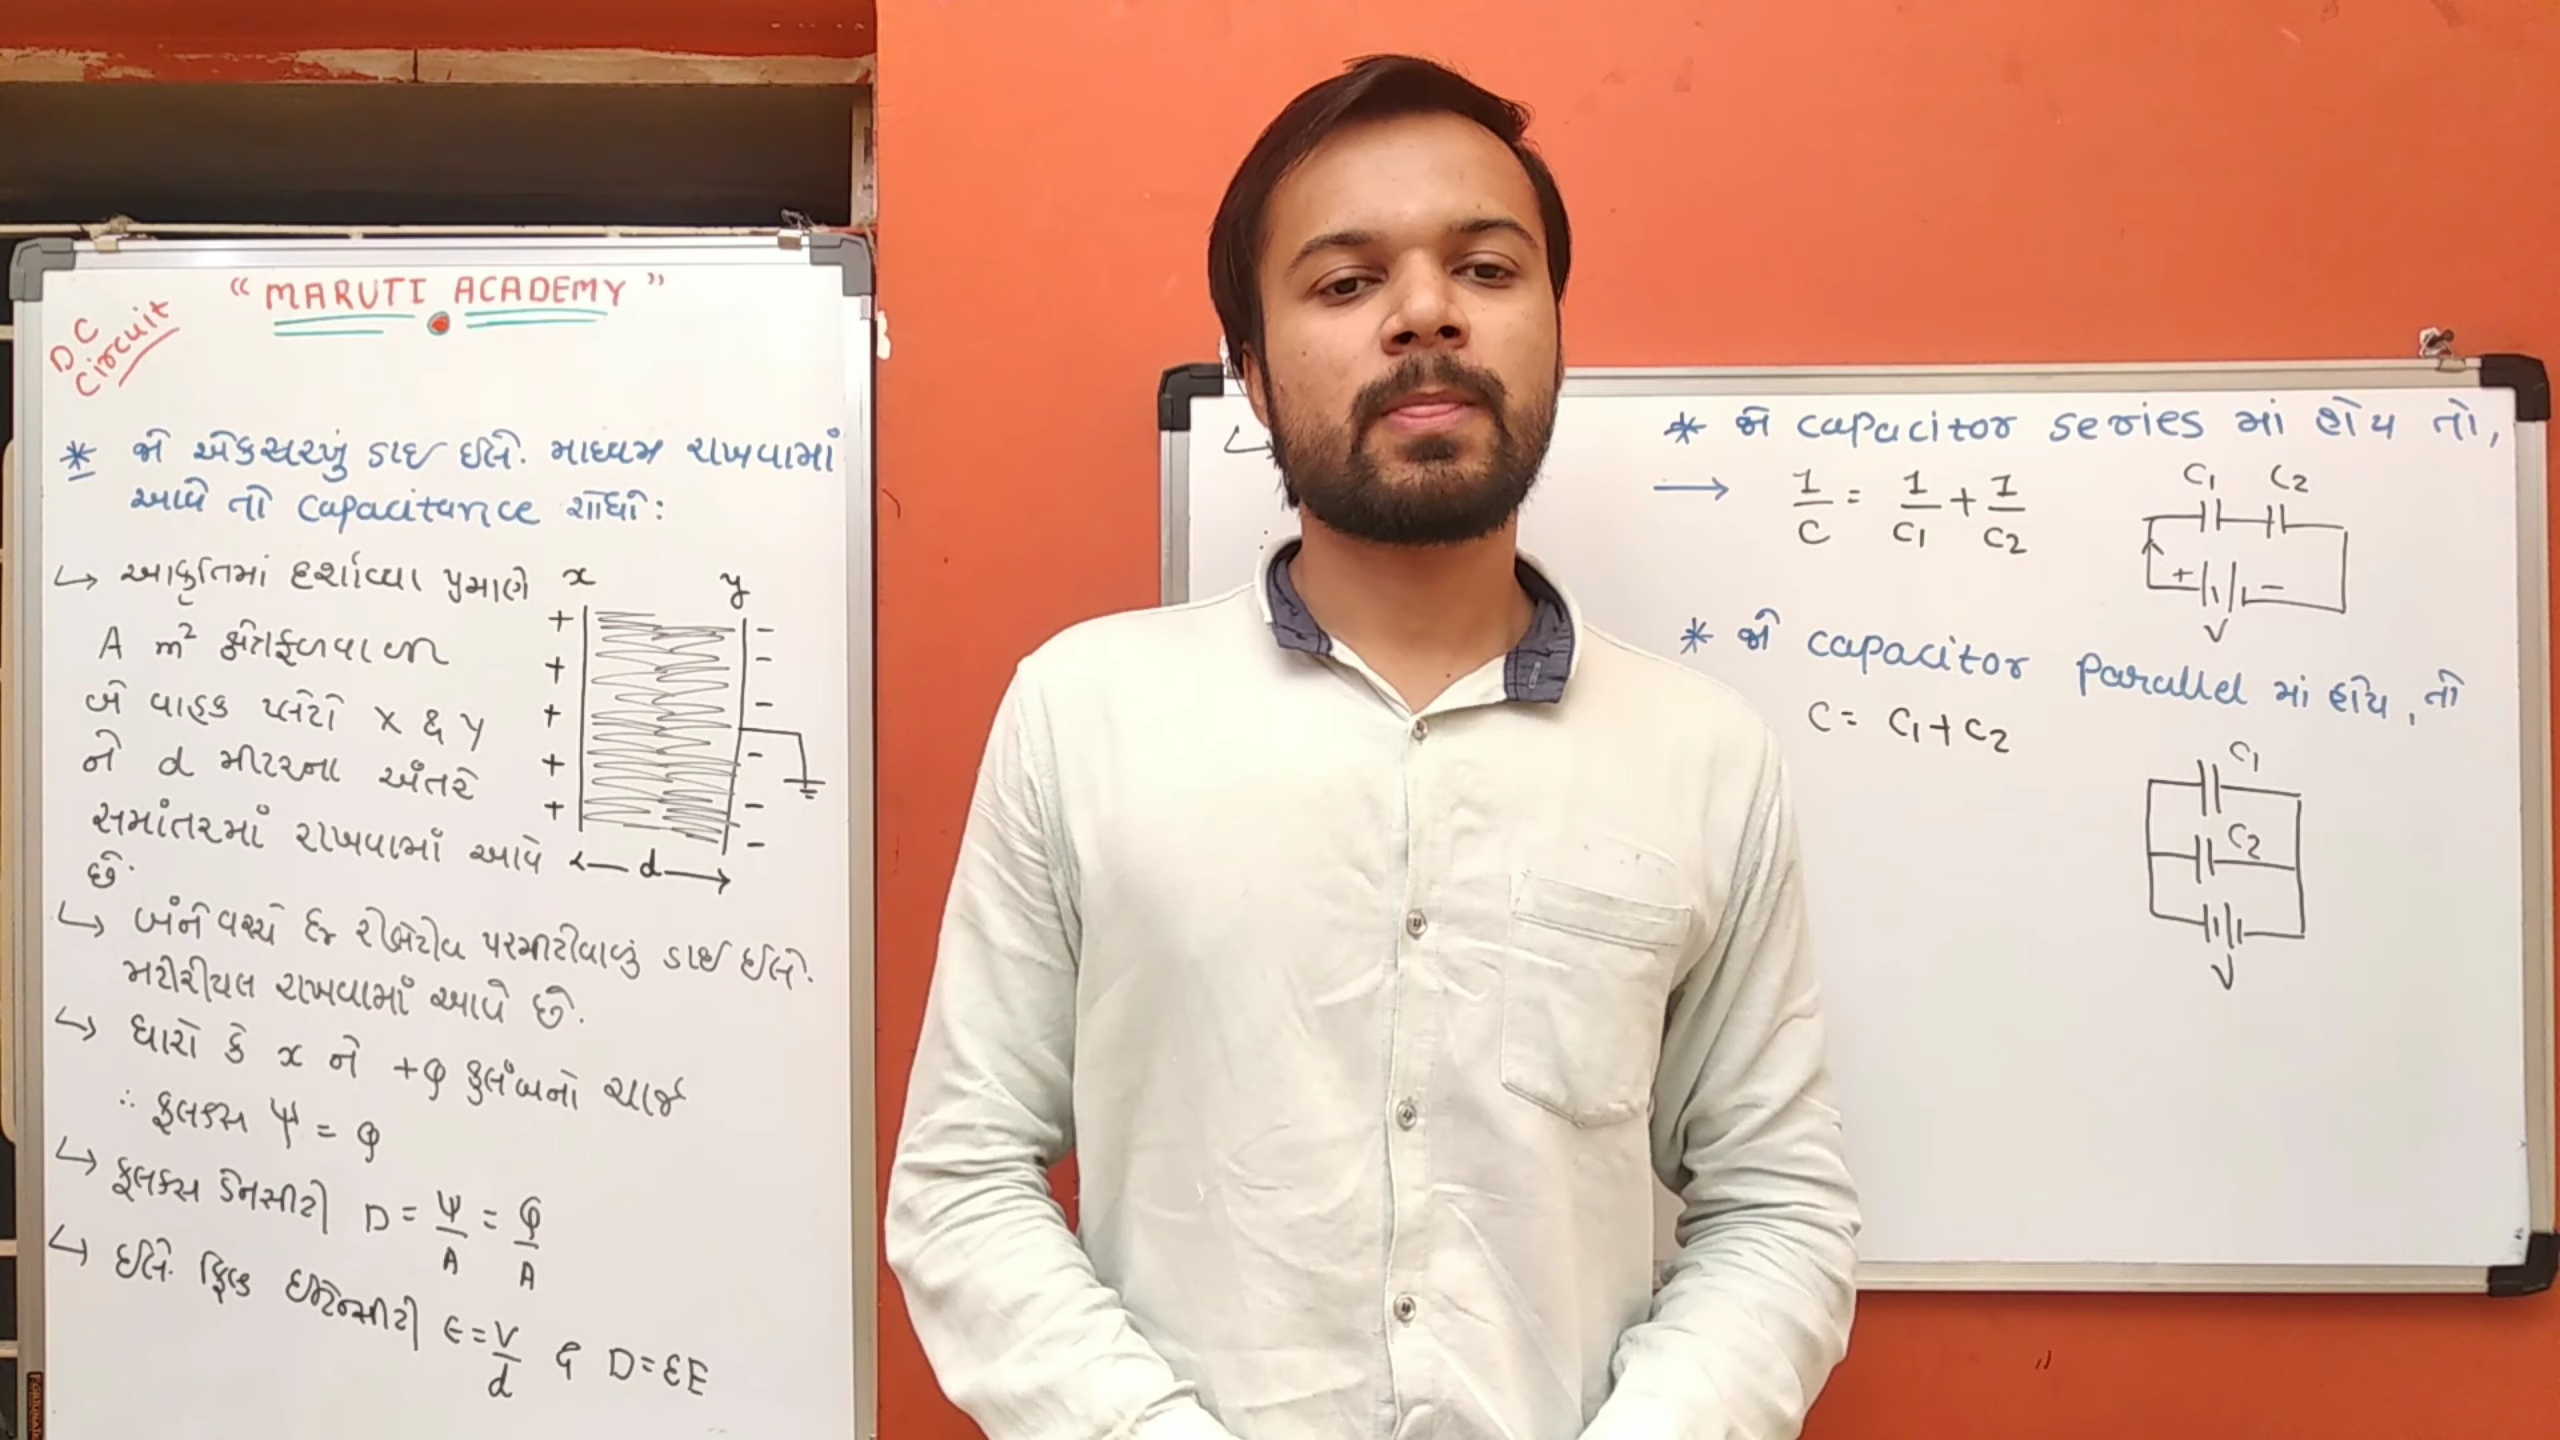 “MARUTI ACADEMY”
DC
Circuit
* જો એકસરખું ડાઈ ઈલે. માધ્યમ રાખવામાં
આવે તો capacitance શોધો :
↳ આકૃતિમાં દર્શાવ્યા પ્રમાણે
A m² ક્ષેત્રફળવાળી
બે વાહક પ્લેટો X & Y
ને d મીટરના અંતરે
સમાંતરમાં રાખવામાં આવે
છે.
x y
+ -
+ -
+ -
+ -
+ -
-
d
↳ બંને વચ્ચે Er રીલેટીવ પરમીટીવાળું ડાઈ ઈલે.
મટીરીયલ રાખવામાં આવે છે.
↳ ધારો કે x ને +Q કુલંબનો ચાર્જ
∴ ફ્લક્સ Ψ = Q
↳ ફ્લક્સ ડેનસીટી D = Ψ/A = Q/A
↳ ઈલે. ફિલ્ડ ઈન્ટેન્સીટી E = V/d & D = εE
* જો capacitor series માં હોય તો,
→ 1/C = 1/C1 + 1/C2
C1 C2
+ -
V
* જો capacitor parallel માં હોય, તો
C = C1 + C2
C1
C2
V